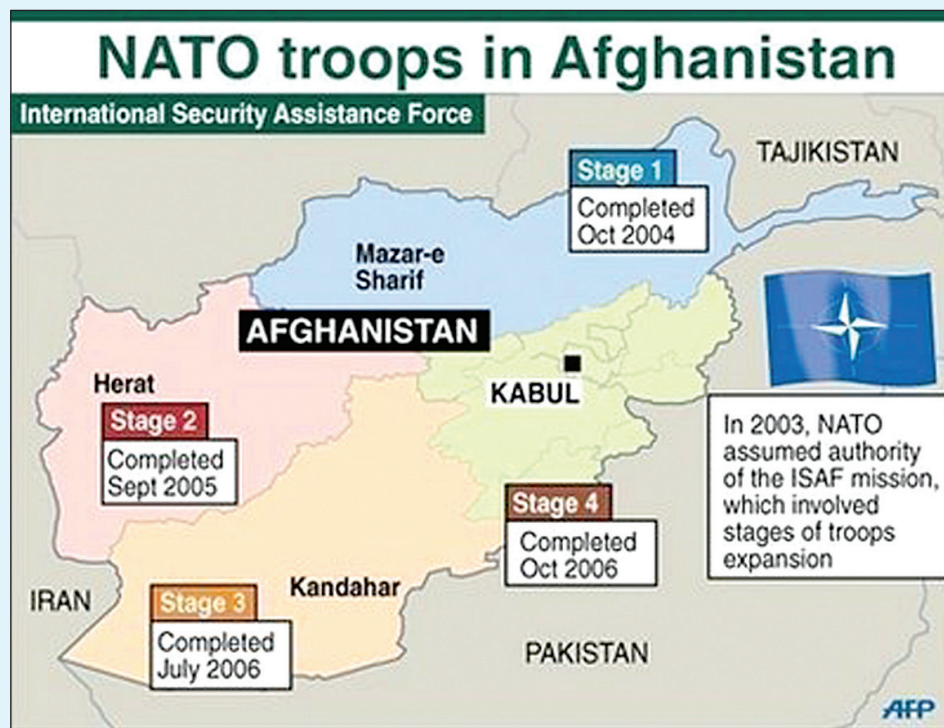 NATO troops in Afghanistan
International Security Assistance Force
TAJIKISTAN
Stage 1
Completed
Oct 2004
Mazar-e
Sharif
AFGHANISTAN
Herat
Stage 2
Completed
Sept 2005
KABUL
In 2003, NATO
assumed authority
of the ISAF mission,
which involved
stages of troops
expansion
Stage 4
Completed
Oct 2006
Kandahar
IRAN
Stage 3
Completed
July 2006
PAKISTAN
AFP